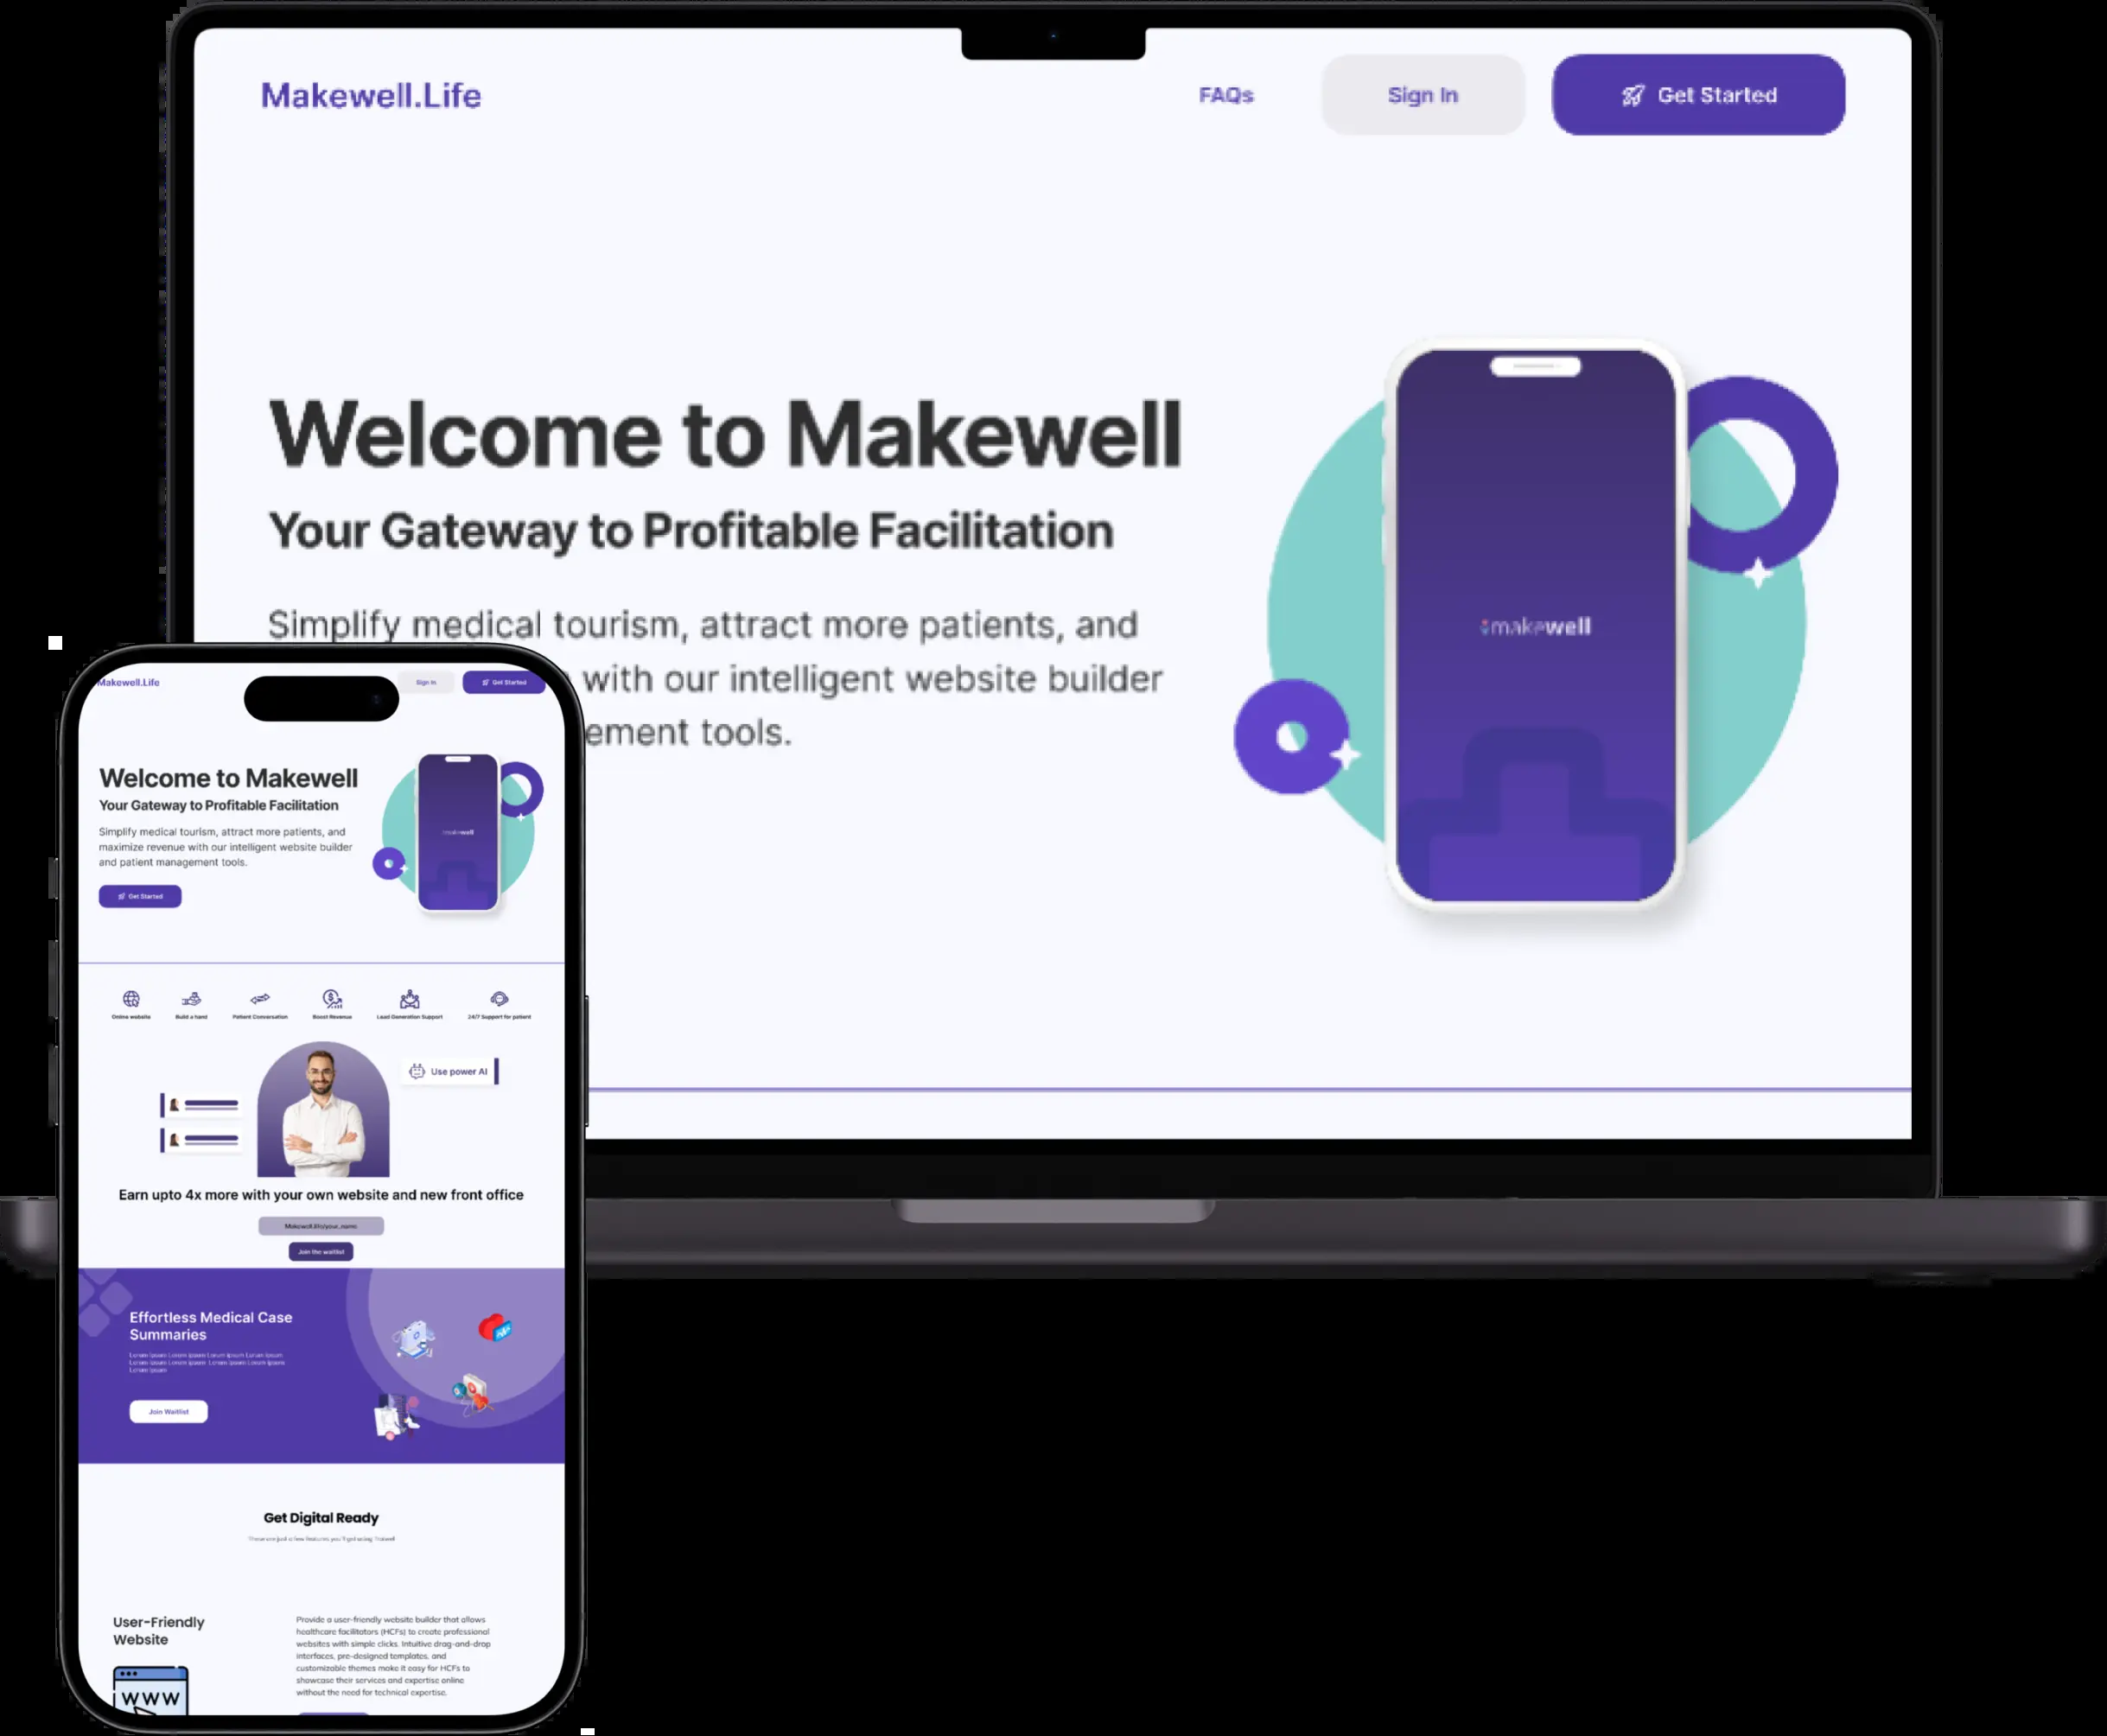 Makewell.Life
FAQs
Sign In
Get Started
Welcome to Makewell
Your Gateway to Profitable Facilitation
Simplify medical tourism, attract more patients, and
with our intelligent website builder
ement tools.
makewell
Makewell.Life
Sign In
Get Started
Welcome to Makewell
Your Gateway to Profitable Facilitation
Simplify medical tourism, attract more patients, and
maximize revenue with our intelligent website builder
and patient management tools.
Get Started
makewell
Online website
Build a hand
Patient Conversation
Boost Revenue
Lead Generation Support
24/7 Support for patient
Use power AI
Earn upto 4x more with your own website and new front office
Makewell.life/your_name
Join the waitlist
Effortless Medical Case
Summaries
Lorem Ipsum Lorem Ipsum Lorum Ipsum Lorium Ipsum
Lorem Ipsum Lorem Ipsum Lorem Ipsum Lorem Ipsum
Lorem Ipsum
Join Waitlist
Get Digital Ready
These are just a few features you'll get using
User-Friendly
Website
WWW
Provide a user-friendly website builder that allows
healthcare facilitators (HCFs) to create professional
websites with simple clicks. Intuitive drag-and-drop
interfaces, pre-designed templates, and
customizable themes make it easy for HCFs to
showcase their services and expertise online
without the need for technical expertise.